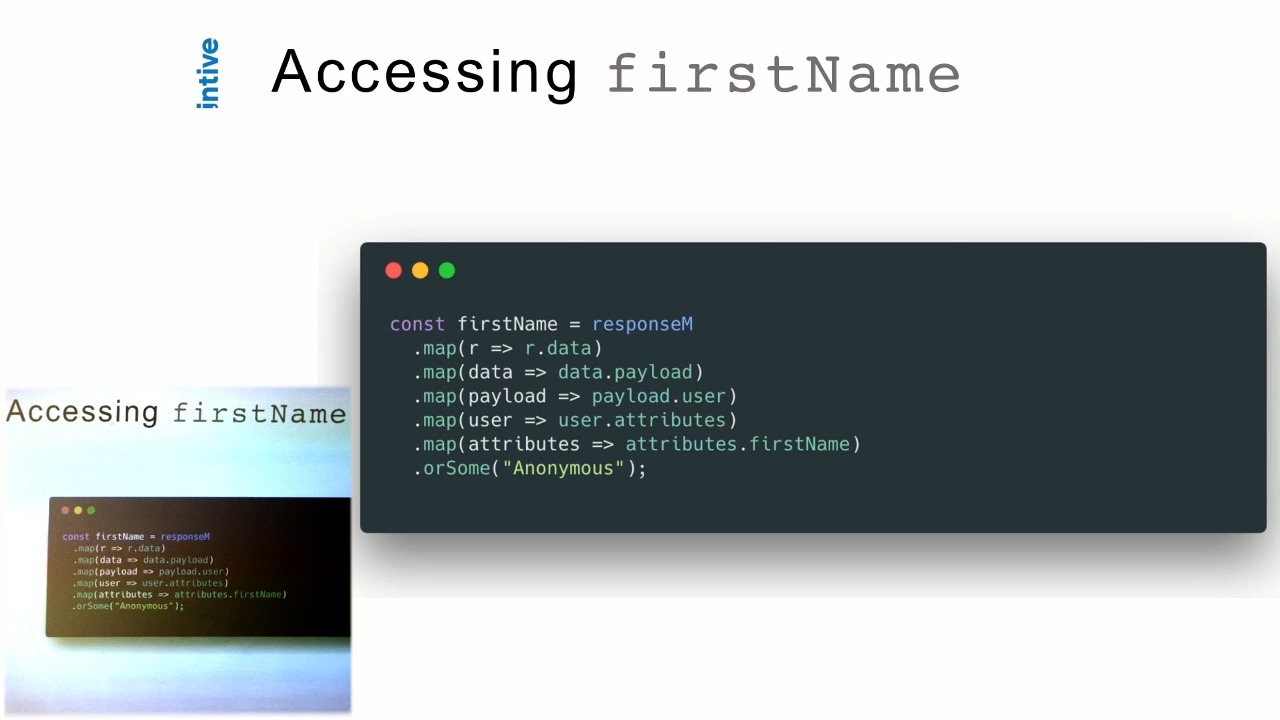 intive
Accessing firstName
const firstName = responseM
  .map(r => r.data)
  .map(data => data.payload)
  .map(payload => payload.user)
  .map(user => user.attributes)
  .map(attributes => attributes.firstName)
  .orSome("Anonymous");
Accessing firstName
const firstName = responseM
  .map(r => r.data)
  .map(data => data.payload)
  .map(payload => payload.user)
  .map(user => user.attributes)
  .map(attributes => attributes.firstName)
  .orSome("Anonymous");